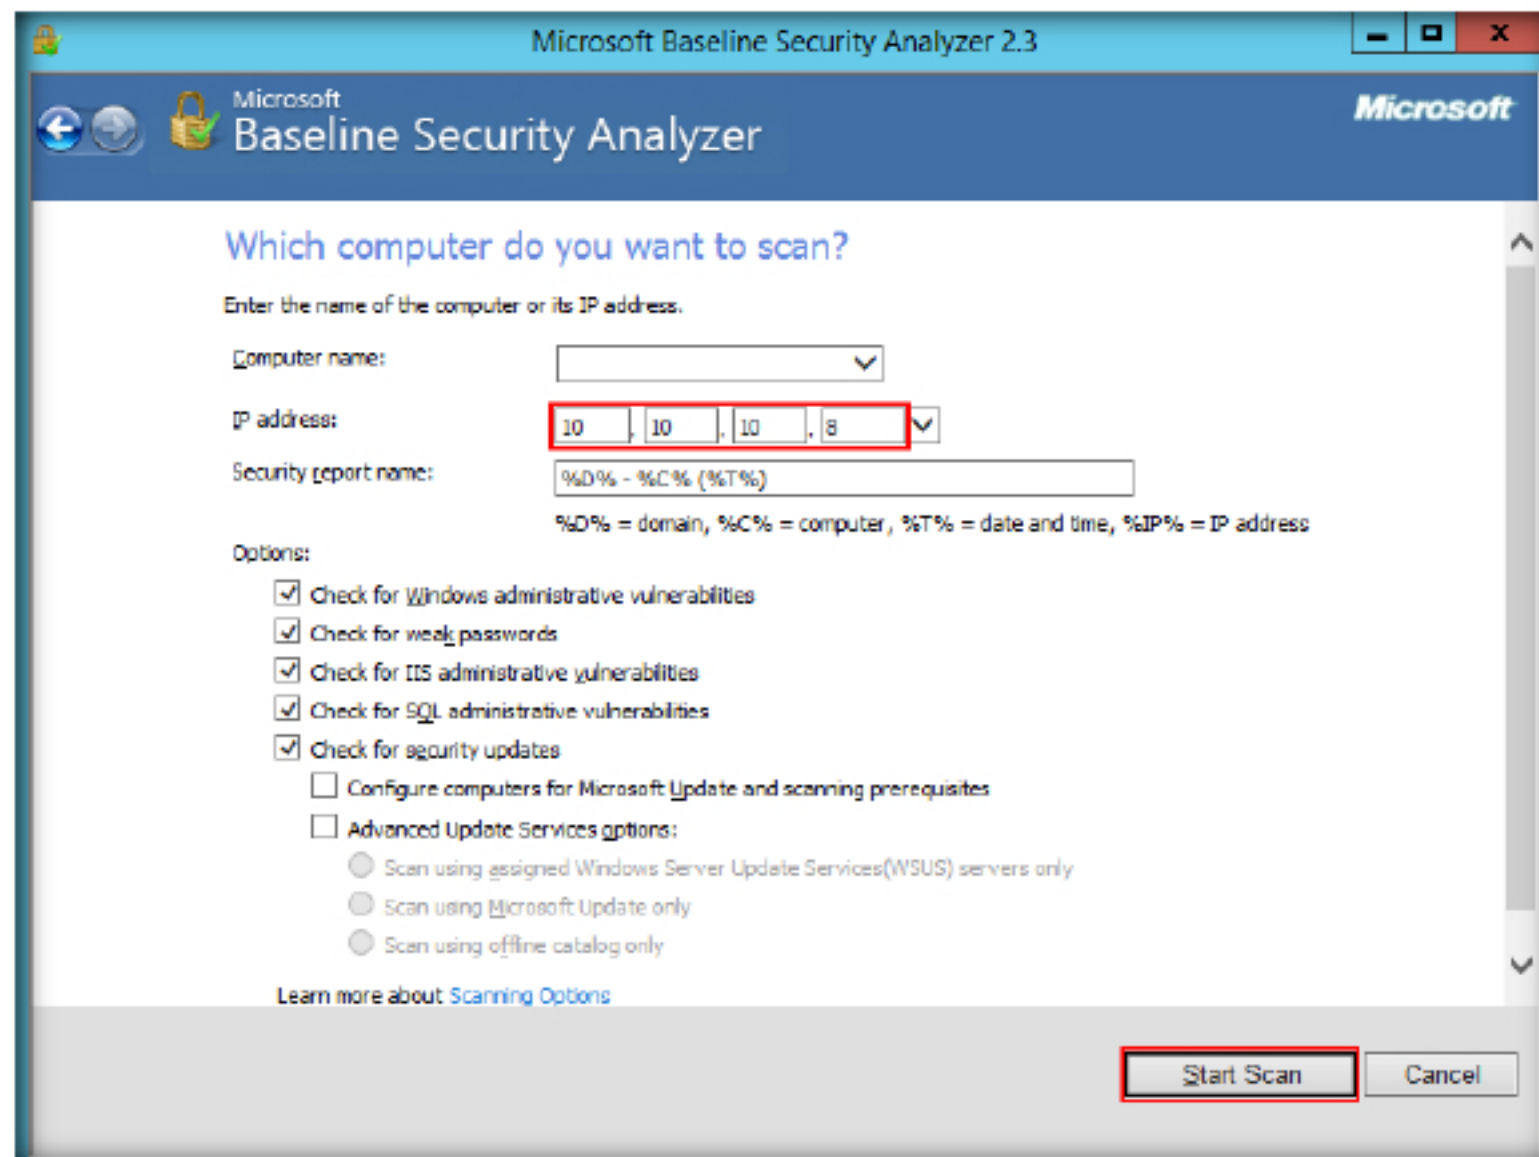 Microsoft Baseline Security Analyzer 2.3
Microsoft
Baseline Security Analyzer
Microsoft
Which computer do you want to scan?
Enter the name of the computer or its IP address.
Computer name:
IP address: 10 . 10 . 10 . 8
Security report name: %D% - %C% (%T%)
%D% = domain, %C% = computer, %T% = date and time, %IP% = IP address
Options:
Check for Windows administrative vulnerabilities
Check for weak passwords
Check for IIS administrative vulnerabilities
Check for SQL administrative vulnerabilities
Check for security updates
Configure computers for Microsoft Update and scanning prerequisites
Advanced Update Services options:
Scan using assigned Windows Server Update Services(WSUS) servers only
Scan using Microsoft Update only
Scan using offline catalog only
Learn more about Scanning Options
Start Scan Cancel